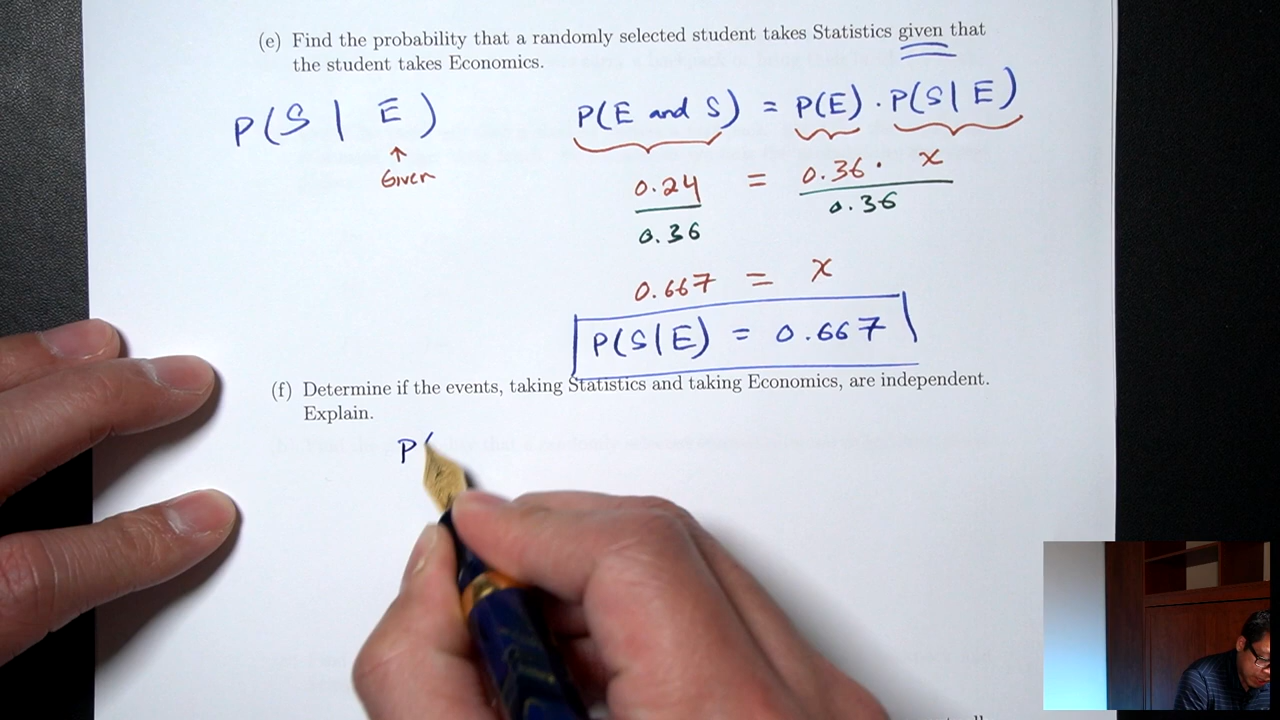 (e) Find the probability that a randomly selected student takes Statistics given that
the student takes Economics.
P(S | E)
↑
Given
P(E and S) = P(E) · P(S | E)
0.24 = 0.36 · x
0.36 0.36
0.667 = x
P(S|E) = 0.667
(f) Determine if the events, taking Statistics and taking Economics, are independent.
Explain.
P(